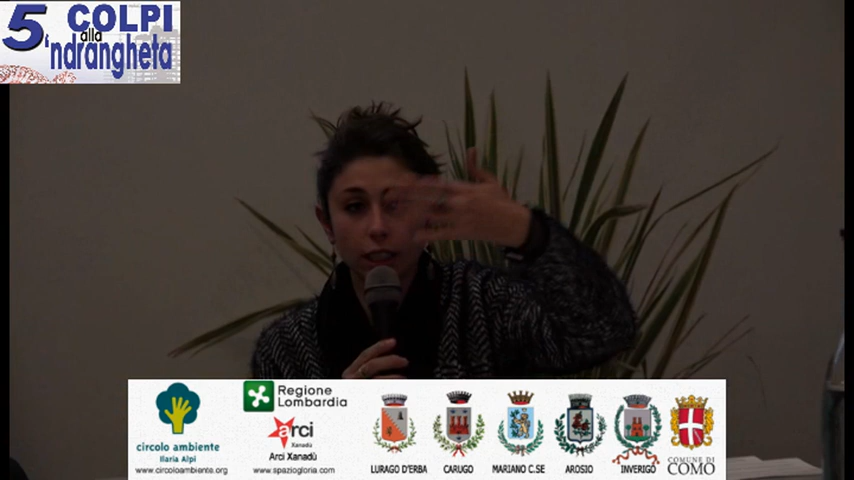 5 COLPI
alla
'ndrangheta
Regione
Lombardia
circolo ambiente
Ilaria Alpi
www.circoloambiente.org
arci
Xanadù
Arci Xanadù
www.spaziogloria.com
LURAGO D'ERBA
CARUGO
MARIANO C.SE
AROSIO
INVERIGO
COMUNE DI
COMO